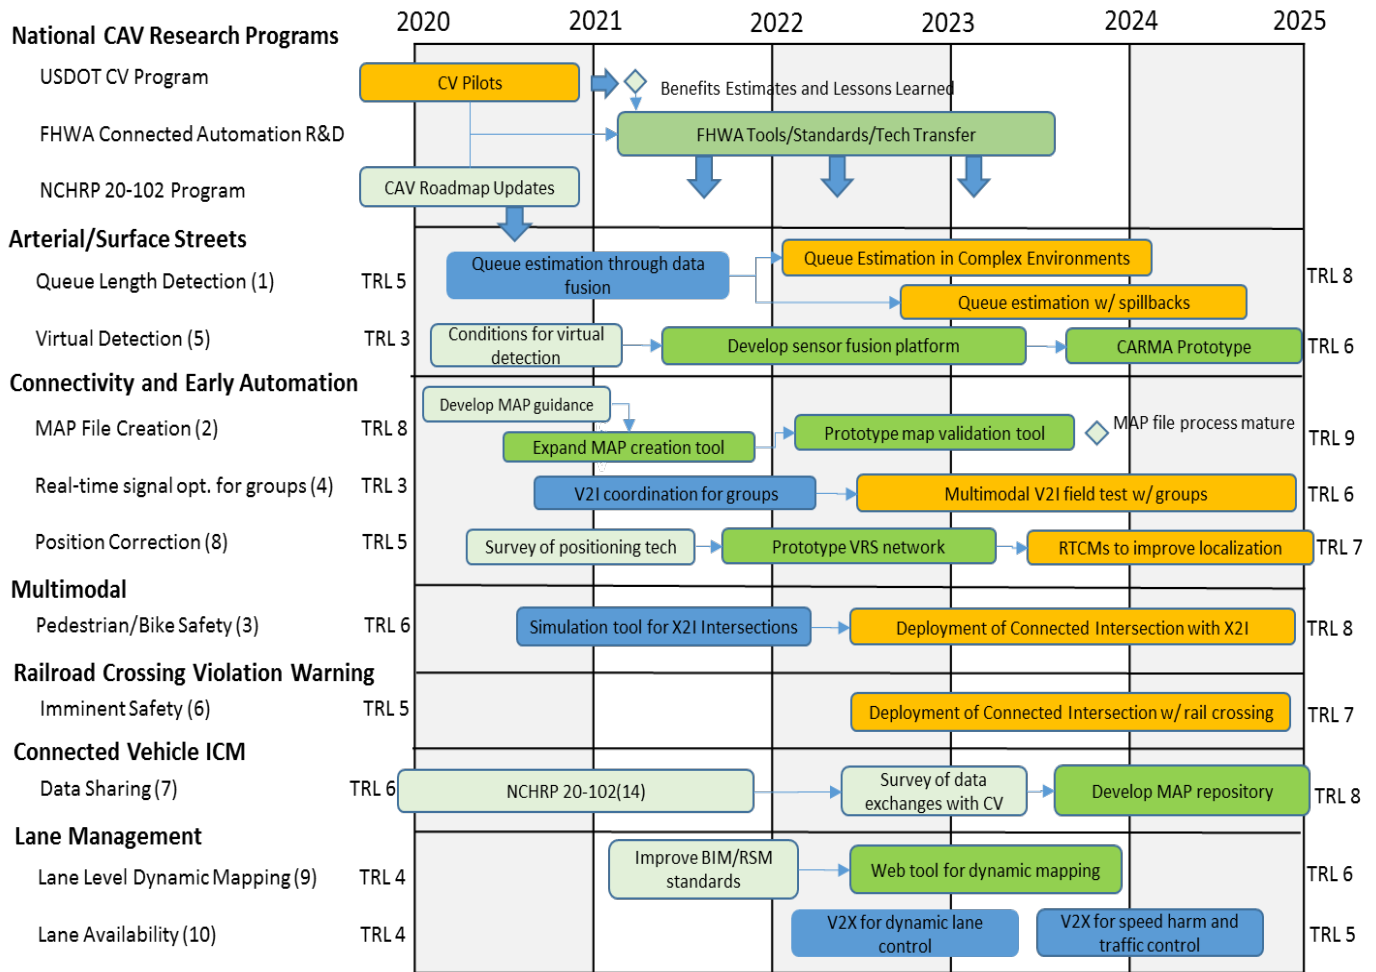 2020 2021 2022 2023 2024 2025
National CAV Research Programs
USDOT CV Program
CV Pilots
Benefits Estimates and Lessons Learned
FHWA Connected Automation R&D
FHWA Tools/Standards/Tech Transfer
NCHRP 20-102 Program
CAV Roadmap Updates
Arterial/Surface Streets
Queue Length Detection (1)
TRL 5
Queue estimation through data
fusion
Queue Estimation in Complex Environments
Queue estimation w/ spillbacks
TRL 8
Virtual Detection (5)
TRL 3
Conditions for virtual
detection
Develop sensor fusion platform
CARMA Prototype
TRL 6
Connectivity and Early Automation
Develop MAP guidance
MAP File Creation (2)
TRL 8
Expand MAP creation tool
Prototype map validation tool
MAP file process mature
TRL 9
Real-time signal opt. for groups (4)
TRL 3
V2I coordination for groups
Multimodal V2I field test w/ groups
TRL 6
Position Correction (8)
TRL 5
Survey of positioning tech
Prototype VRS network
RTCMs to improve localization
TRL 7
Multimodal
Pedestrian/Bike Safety (3)
TRL 6
Simulation tool for X2I Intersections
Deployment of Connected Intersection with X2I
TRL 8
Railroad Crossing Violation Warning
Imminent Safety (6)
TRL 5
Deployment of Connected Intersection w/ rail crossing
TRL 7
Connected Vehicle ICM
Data Sharing (7)
TRL 6
NCHRP 20-102(14)
Survey of data
exchanges with CV
Develop MAP repository
TRL 8
Lane Management
Lane Level Dynamic Mapping (9)
TRL 4
Improve BIM/RSM
standards
Web tool for dynamic mapping
TRL 6
Lane Availability (10)
TRL 4
V2X for dynamic lane
control
V2X for speed harm and
traffic control
TRL 5